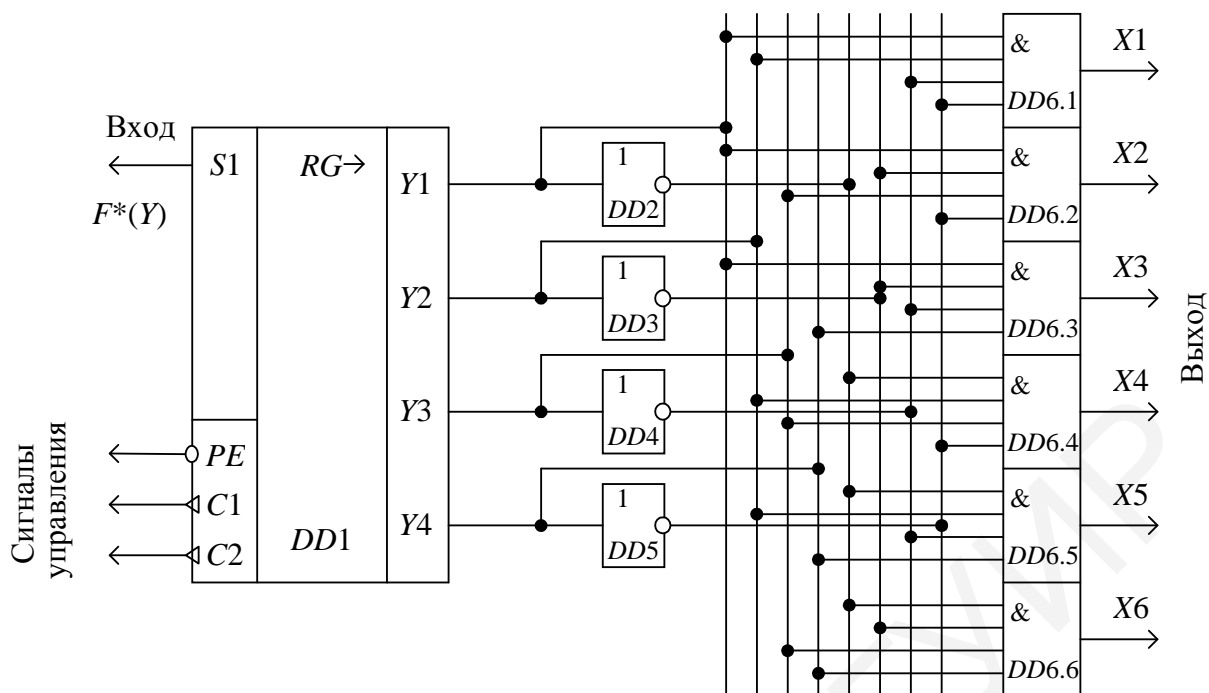 Вход
F*(Y)
Сигналы
управления
S1
PE
C1
C2
RG→
DD1
Y1
Y2
Y3
Y4
1
DD2
1
DD3
1
DD4
1
DD5
&
DD6.1
&
DD6.2
&
DD6.3
&
DD6.4
&
DD6.5
&
DD6.6
X1
X2
X3
X4
X5
X6
Выход
ГУИР